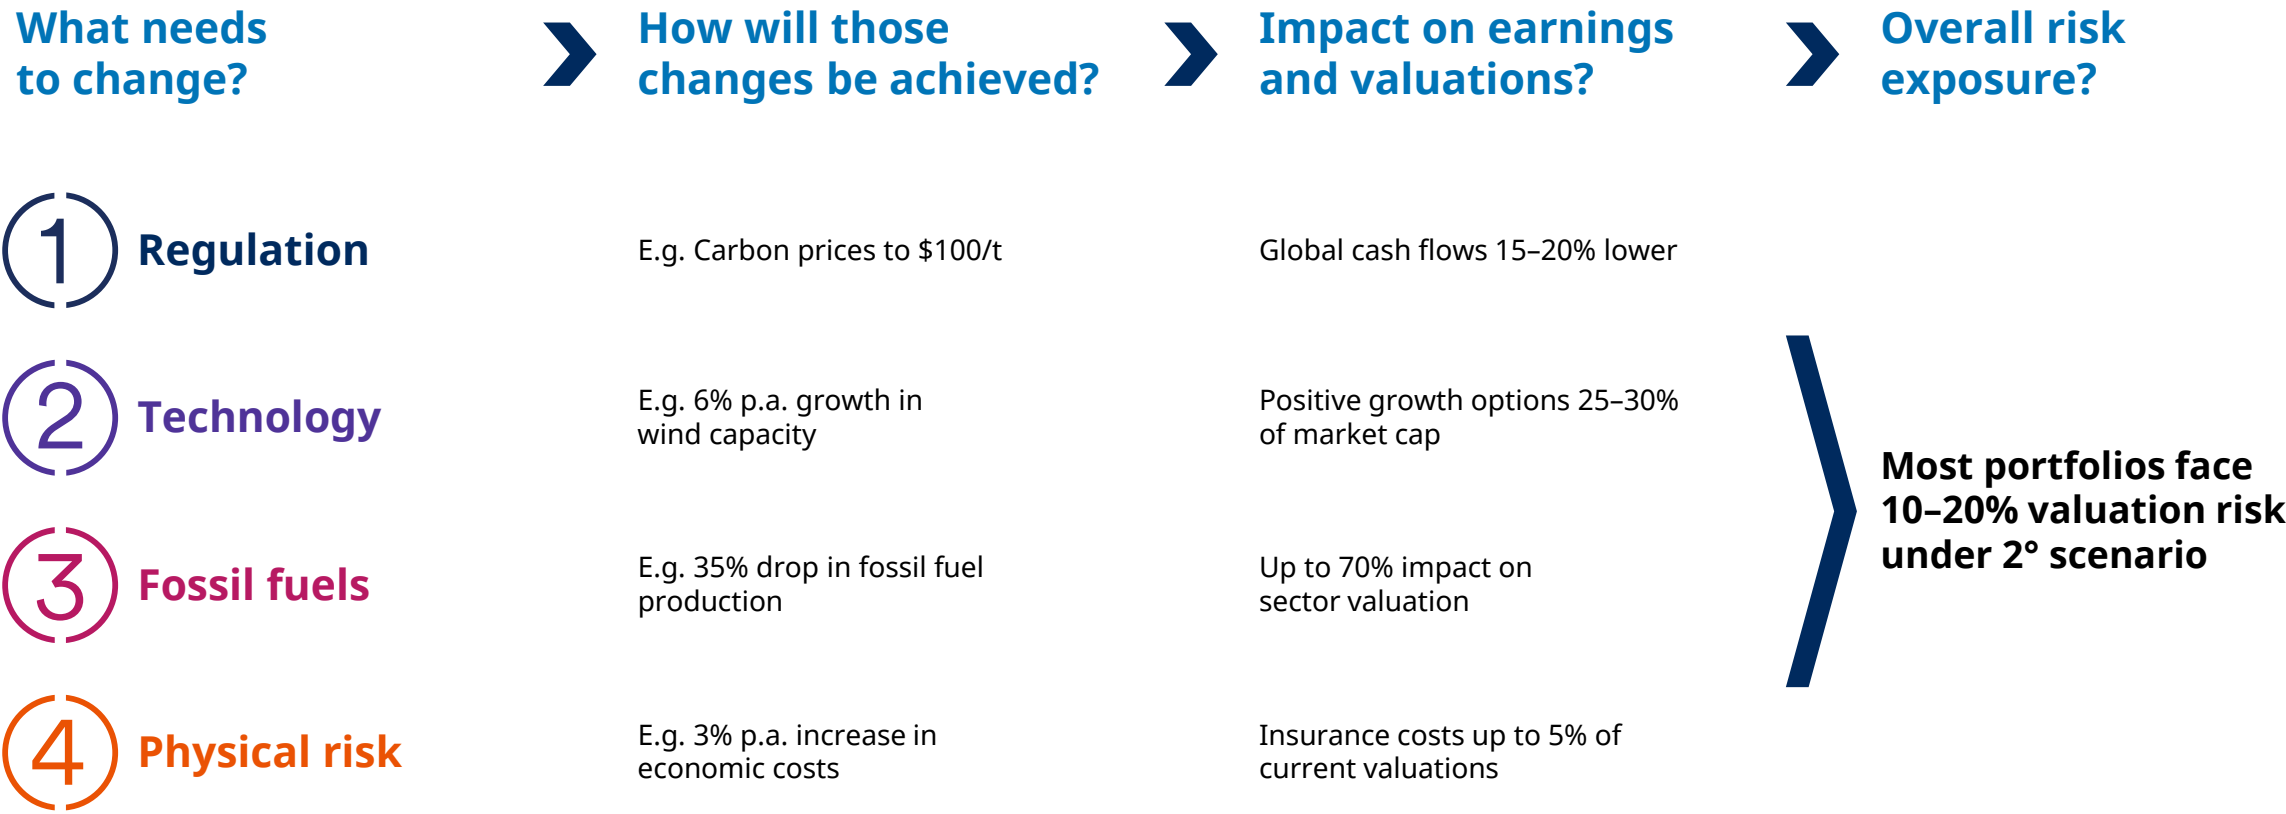 What needs
to change?
How will those
changes be achieved?
Impact on earnings
and valuations?
Overall risk
exposure?
1
Regulation
E.g. Carbon prices to $100/t
Global cash flows 15–20% lower
2
Technology
E.g. 6% p.a. growth in
wind capacity
Positive growth options 25–30%
of market cap
3
Fossil fuels
E.g. 35% drop in fossil fuel
production
Up to 70% impact on
sector valuation
4
Physical risk
E.g. 3% p.a. increase in
economic costs
Insurance costs up to 5% of
current valuations
Most portfolios face
10–20% valuation risk
under 2° scenario